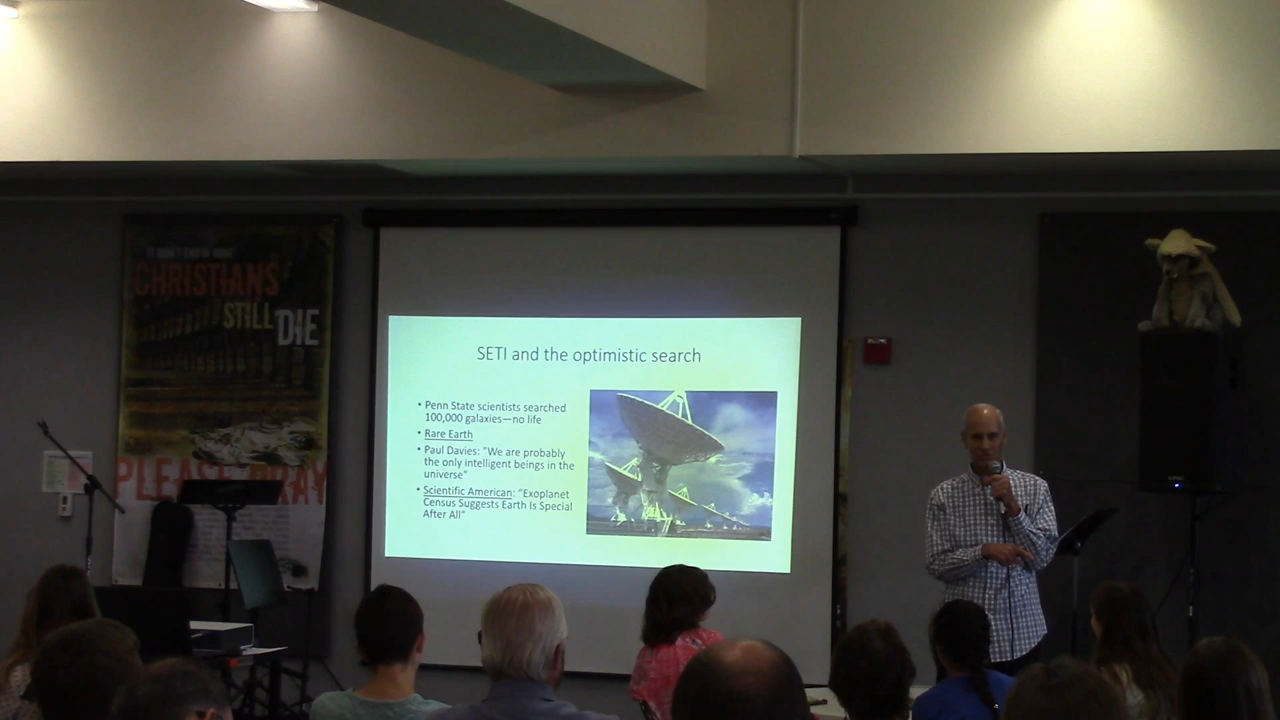 CHRISTIANS
STILL
DIE
PLEASE PRAY
SETI and the optimistic search
• Penn State scientists searched
100,000 galaxies—no life
• Rare Earth
• Paul Davies: "We are probably
the only intelligent beings in the
universe"
• Scientific American: "Exoplanet
Census Suggests Earth Is Special
After All"